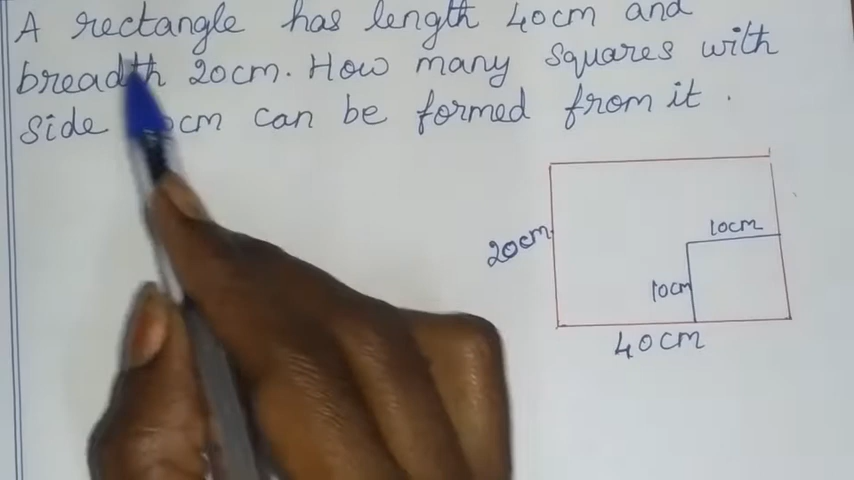 A rectangle has length 40cm and
breadth 20cm. How many squares with
side cm can be formed from it.
10cm
20cm
10cm
40cm